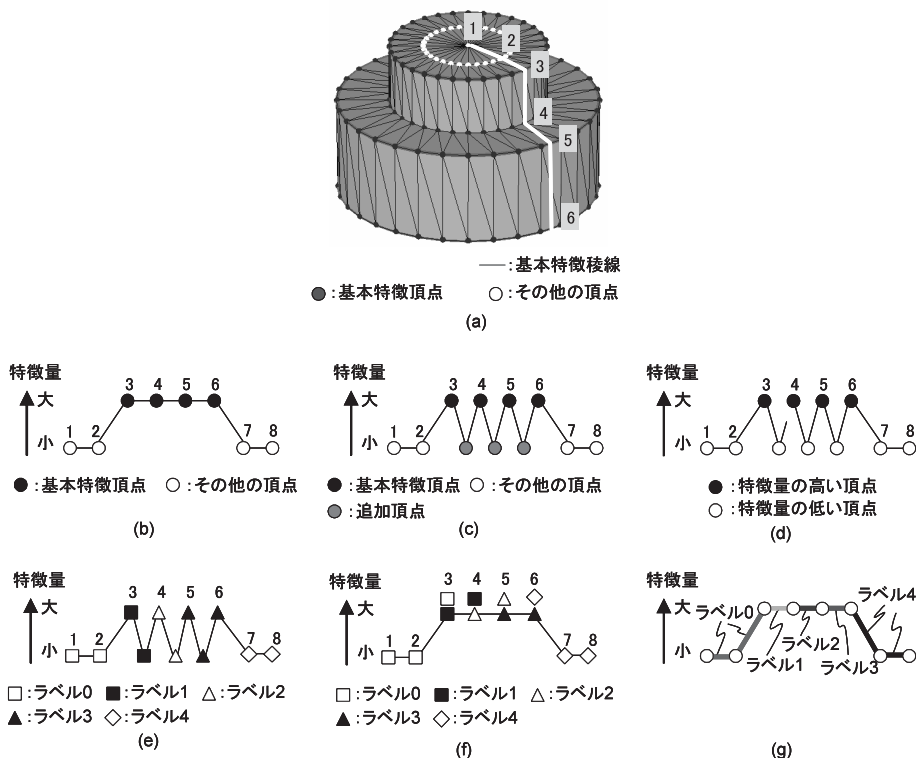 1
2
3
4
5
6
:基本特徴稜線
:基本特徴頂点 :その他の頂点
(a)
特徴量
大
小
1 2 3 4 5 6 7 8
:基本特徴頂点 :その他の頂点
(b)
特徴量
大
小
1 2 3 4 5 6 7 8
:基本特徴頂点 :その他の頂点
:追加頂点
(c)
特徴量
大
小
1 2 3 4 5 6 7 8
:特徴量の高い頂点
:特徴量の低い頂点
(d)
特徴量
大
小
1 2 3 4 5 6 7 8
:ラベル0 :ラベル1 :ラベル2
:ラベル3 :ラベル4
(e)
特徴量
大
小
1 2 3 4 5 6 7 8
:ラベル0 :ラベル1 :ラベル2
:ラベル3 :ラベル4
(f)
特徴量
大
小
ラベル0
ラベル1
ラベル2
ラベル3
ラベル4
(g)